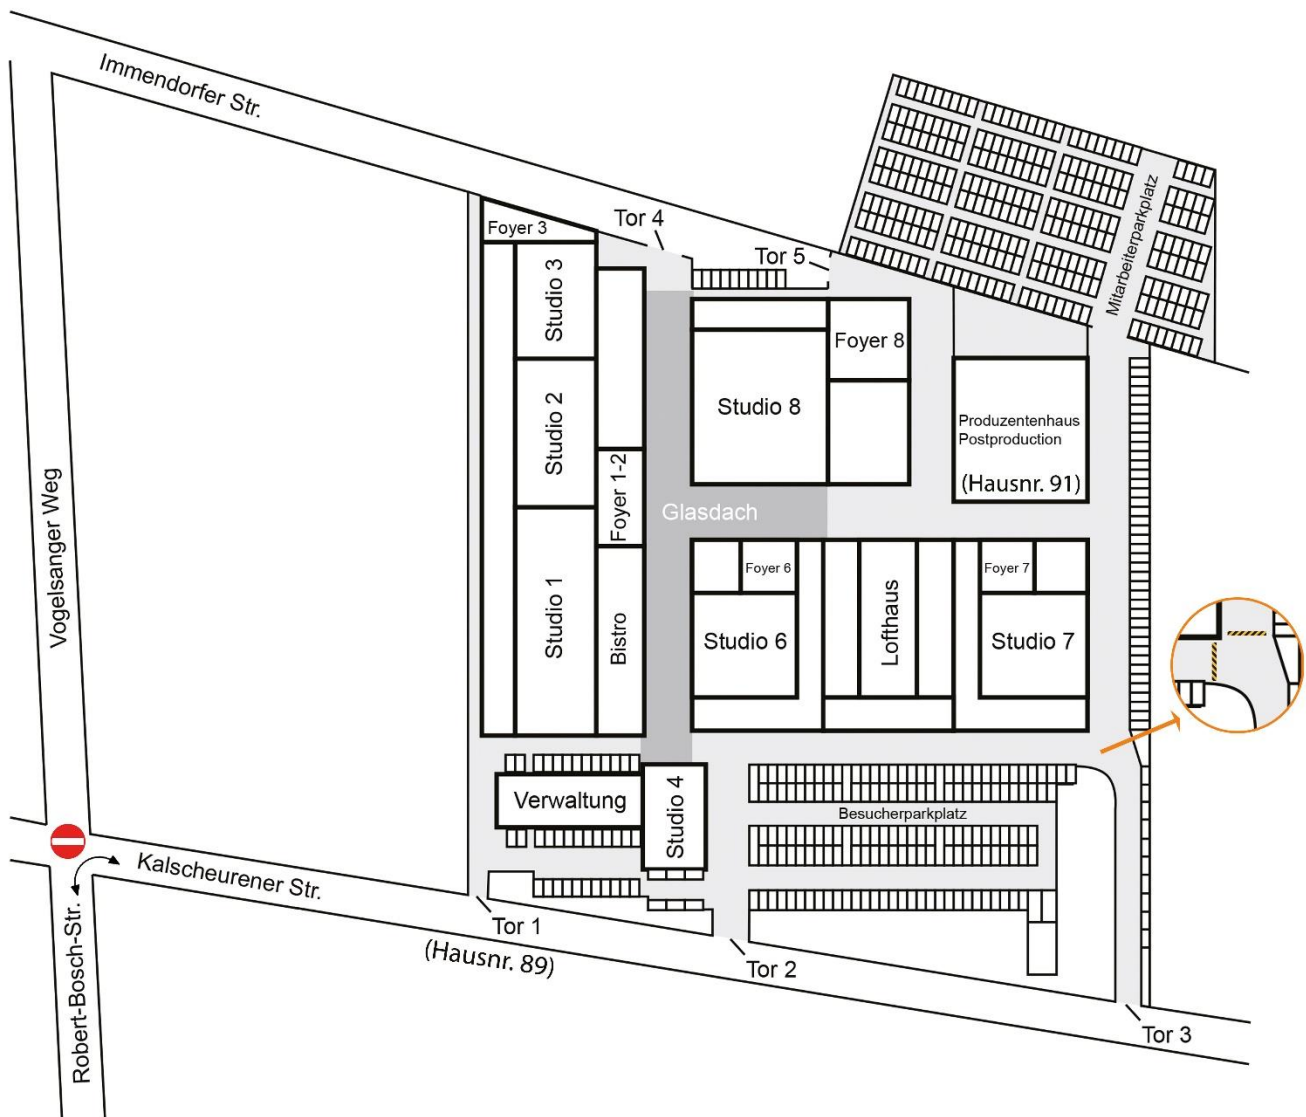 Immendorfer Str.
Mitarbeiterparkplatz
Tor 4
Foyer 3
Tor 5
Studio 3
Foyer 8
Studio 2
Studio 8
Produzentenhaus
Postproduction
(Hausnr. 91)
Foyer 1-2
Glasdach
Vogelsanger Weg
Studio 1
Bistro
Foyer 6
Foyer 7
Studio 6
Lofthaus
Studio 7
Verwaltung
Studio 4
Besucherparkplatz
Kalscheurener Str.
Robert-Bosch-Str.
Tor 1
(Hausnr. 89)
Tor 2
Tor 3